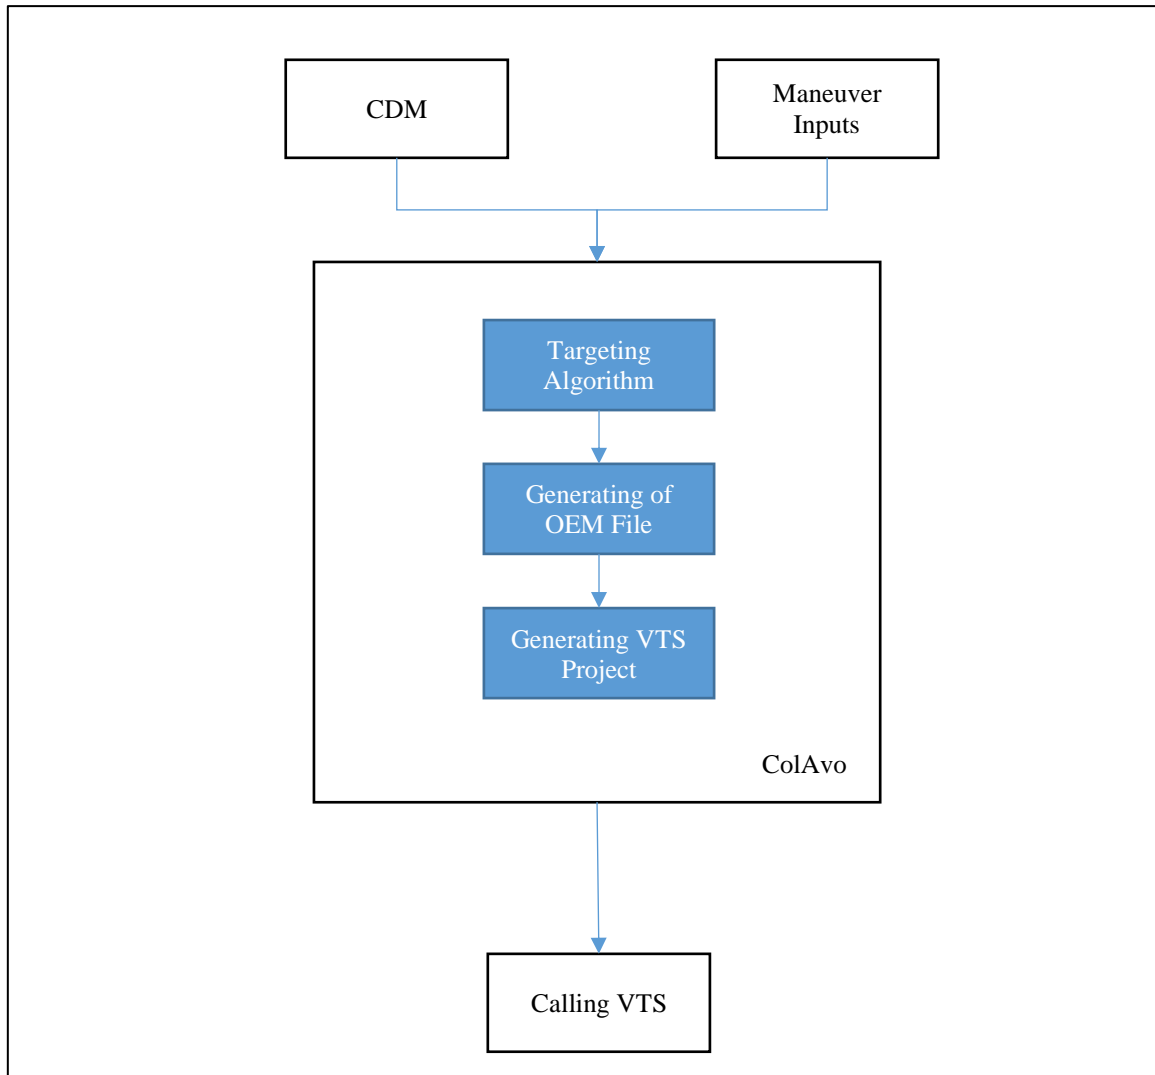 CDM
Maneuver
Inputs
Targeting
Algorithm
Generating of
OEM File
Generating VTS
Project
ColAvo
Calling VTS